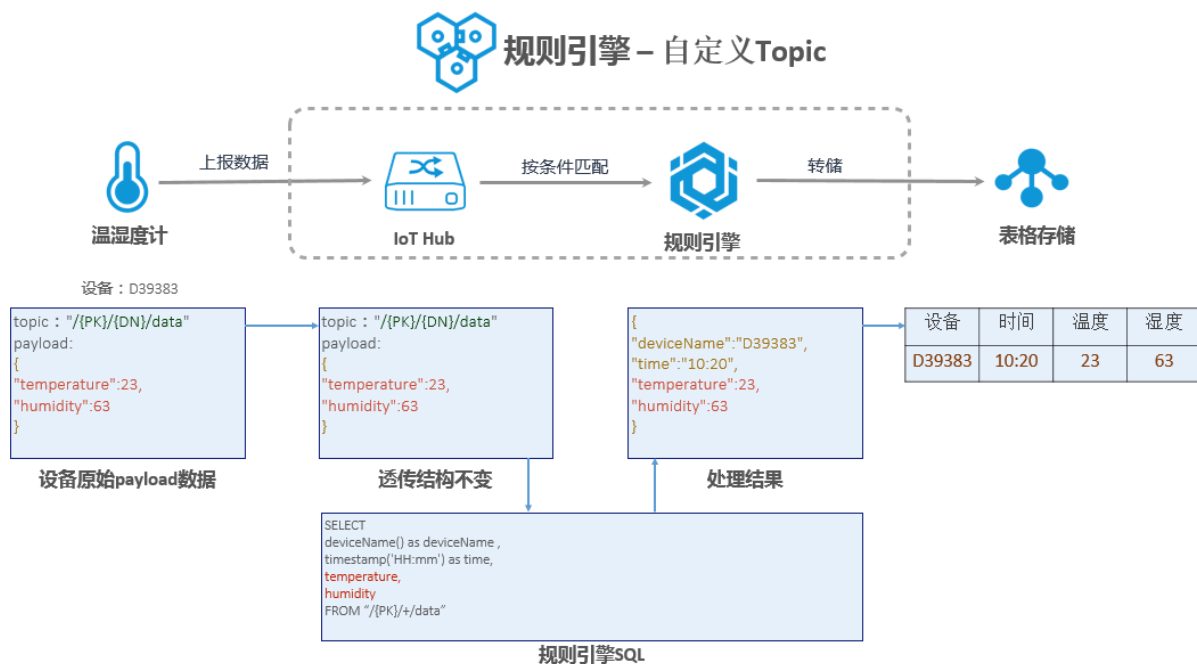 规则引擎 – 自定义Topic
上报数据
按条件匹配
转储
温湿度计
IoT Hub
规则引擎
表格存储
设备：D39383
topic："/{PK}/{DN}/data"
payload:
{
"temperature":23,
"humidity":63
}
设备原始payload数据
topic："/{PK}/{DN}/data"
payload:
{
"temperature":23,
"humidity":63
}
透传结构不变
{
"deviceName":"D39383",
"time":"10:20",
"temperature":23,
"humidity":63
}
处理结果
设备 时间 温度 湿度
D39383 10:20 23 63
SELECT
deviceName() as deviceName ,
timestamp('HH:mm') as time,
temperature,
humidity
FROM “/{PK}/+/data”
规则引擎SQL